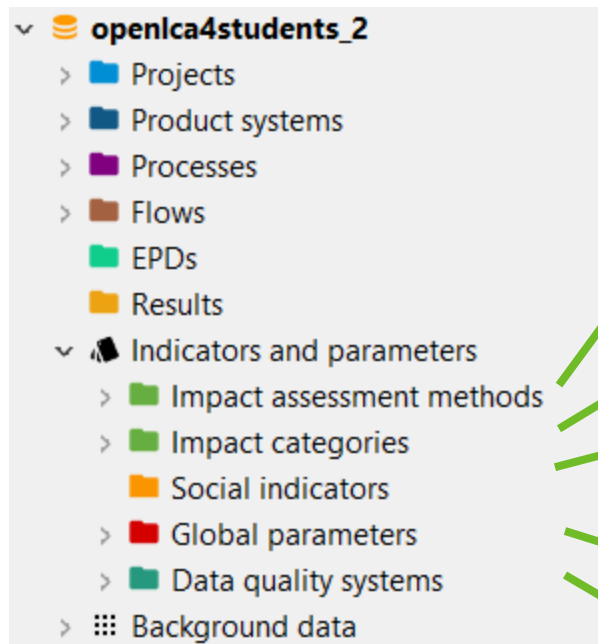 openlca4students_2
Projects
Product systems
Processes
Flows
EPDs
Results
Indicators and parameters
Impact assessment methods
Impact categories
Social indicators
Global parameters
Data quality systems
Background data